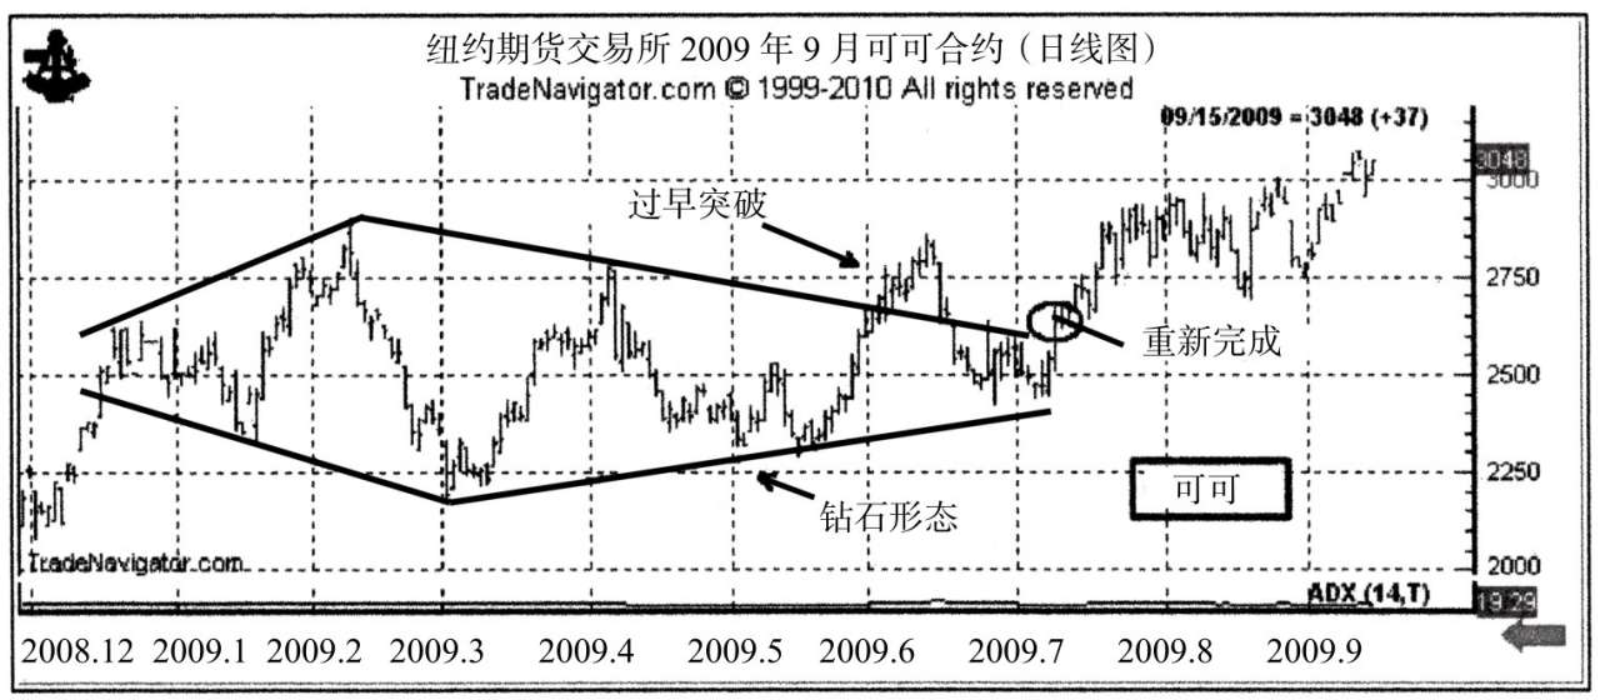 纽约期货交易所 2009 年 9 月可可合约（日线图）
TradeNavigator.com © 1999-2010 All rights reserved
09/15/2009 = 3048 (+37)
3048
3000
过早突破
2750
重新完成
2500
2250
可可
钻石形态
TradeNavigator.com
2000
ADX (14,T)
19.29
2008.12 2009.1 2009.2 2009.3 2009.4 2009.5 2009.6 2009.7 2009.8 2009.9